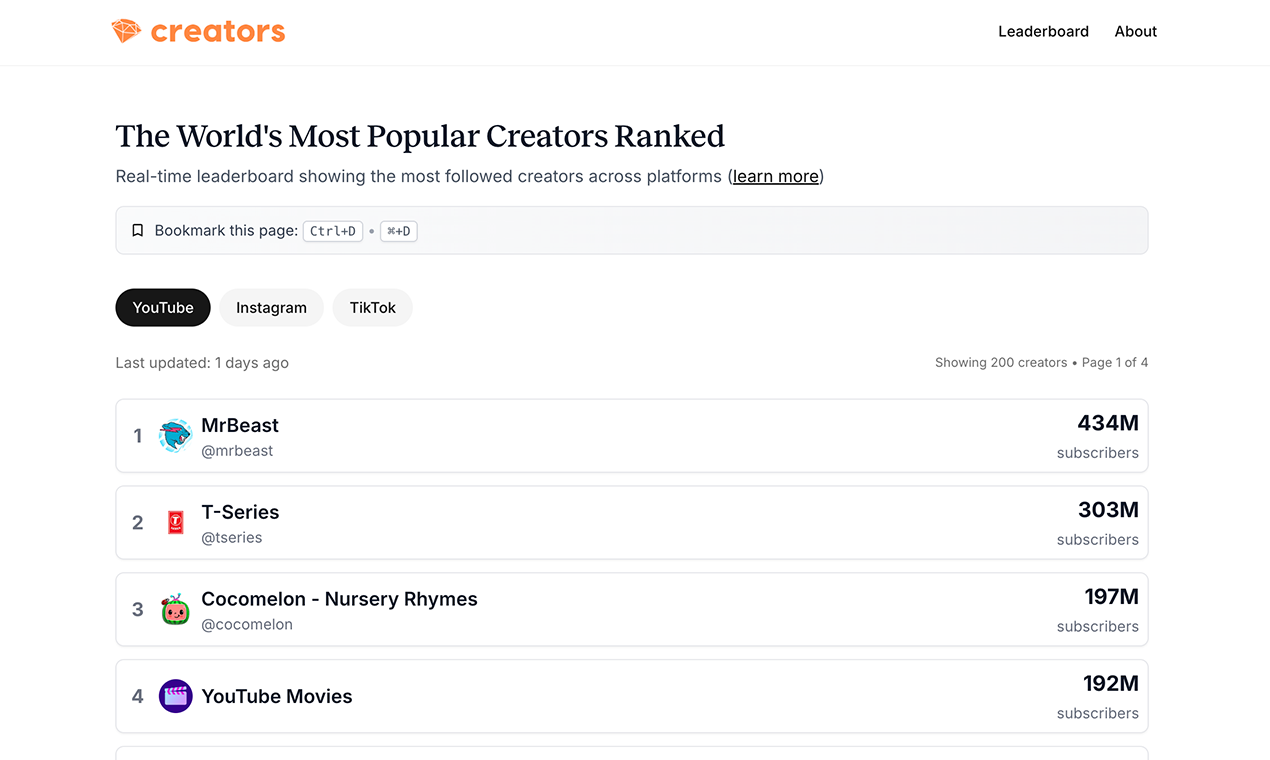 creators
Leaderboard About
The World's Most Popular Creators Ranked
Real-time leaderboard showing the most followed creators across platforms (learn more)
Bookmark this page: Ctrl+D • ⌘+D
YouTube Instagram TikTok
Last updated: 1 days ago
Showing 200 creators • Page 1 of 4
1
MrBeast
@mrbeast
434M
subscribers
2
T-Series
@tseries
303M
subscribers
3
Cocomelon - Nursery Rhymes
@cocomelon
197M
subscribers
4
YouTube Movies
192M
subscribers